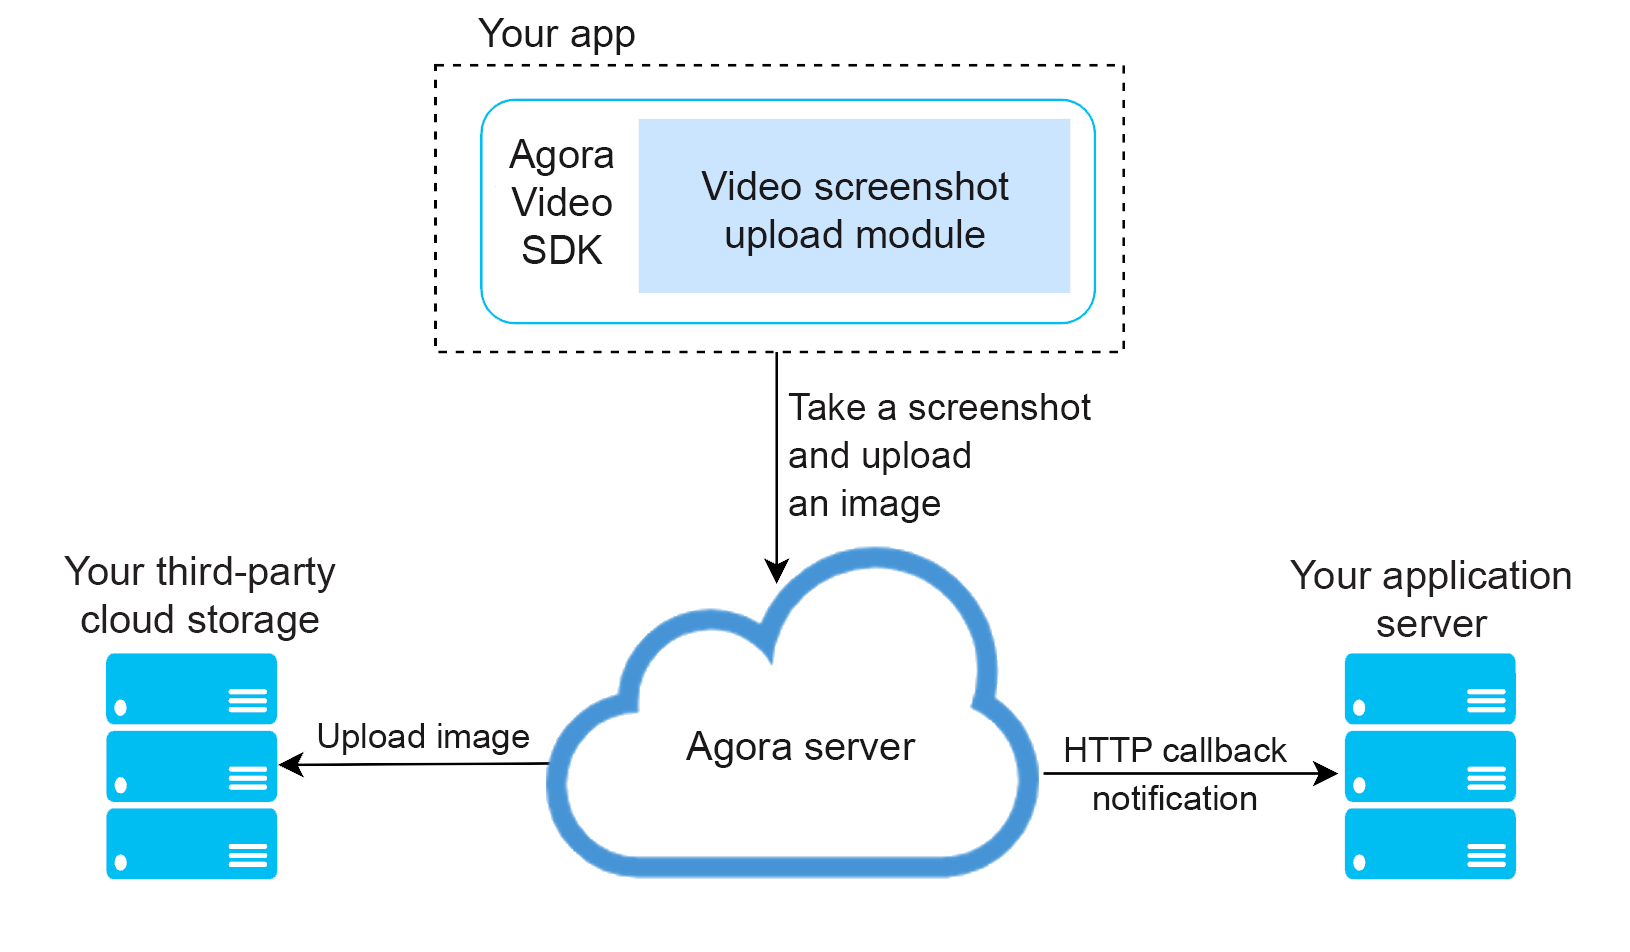 Your app
Agora
Video
SDK
Video screenshot
upload module
Take a screenshot
and upload
an image
Your third-party
cloud storage
Upload image
Agora server
HTTP callback
notification
Your application
server